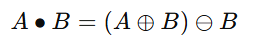 A • B = (A ⊕ B) ⊖ B